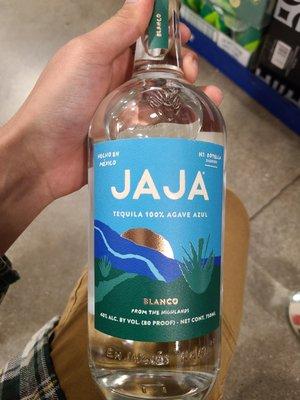 BLANCO
HECHO EN
MÉXICO
JAJA
TEQUILA 100% AGAVE AZUL
BLANCO
FROM THE HIGHLANDS
40% ALC. BY VOL. (80 PROOF) • NET CONT. 750ML